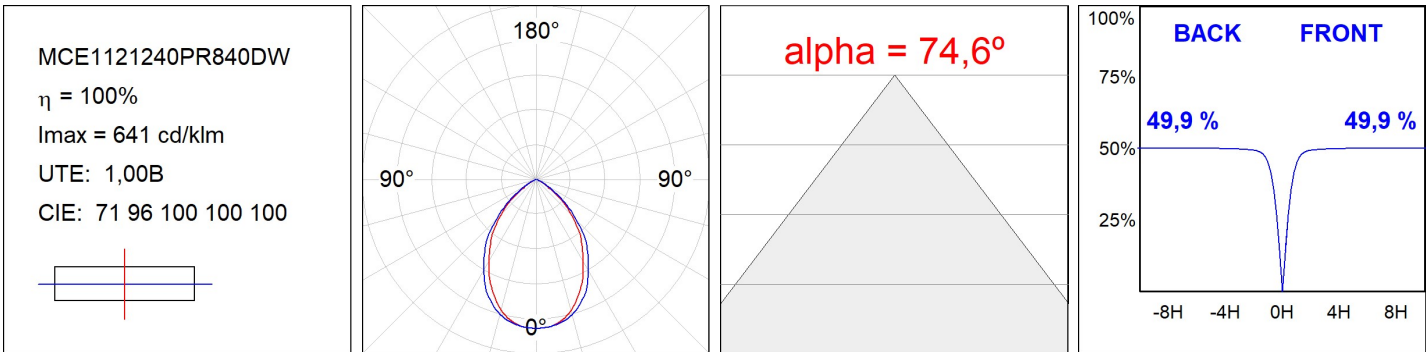 MCE1121240PR840DW
η = 100%
Imax = 641 cd/klm
UTE: 1,00B
CIE: 71 96 100 100 100
180°
90° 90°
0°
alpha = 74,6º
100%
BACK FRONT
75%
49,9 % 49,9 %
50%
25%
-8H -4H 0H 4H 8H